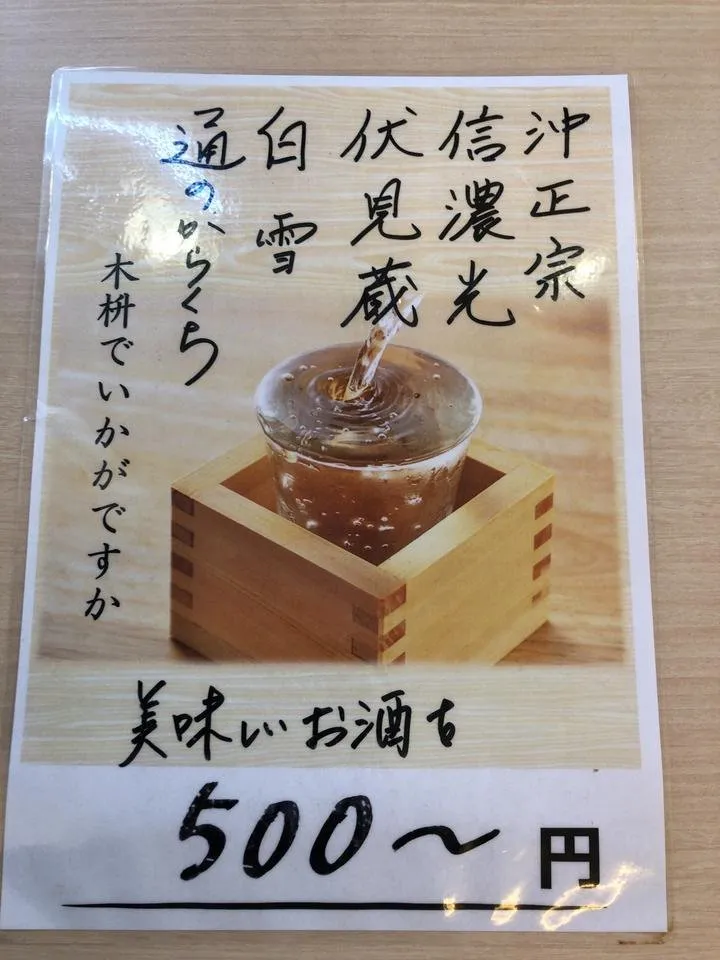 沖正宗
信濃光
伏見蔵
白雪
通のからくち
木枡でいかがですか
美味しいお酒を
500〜円